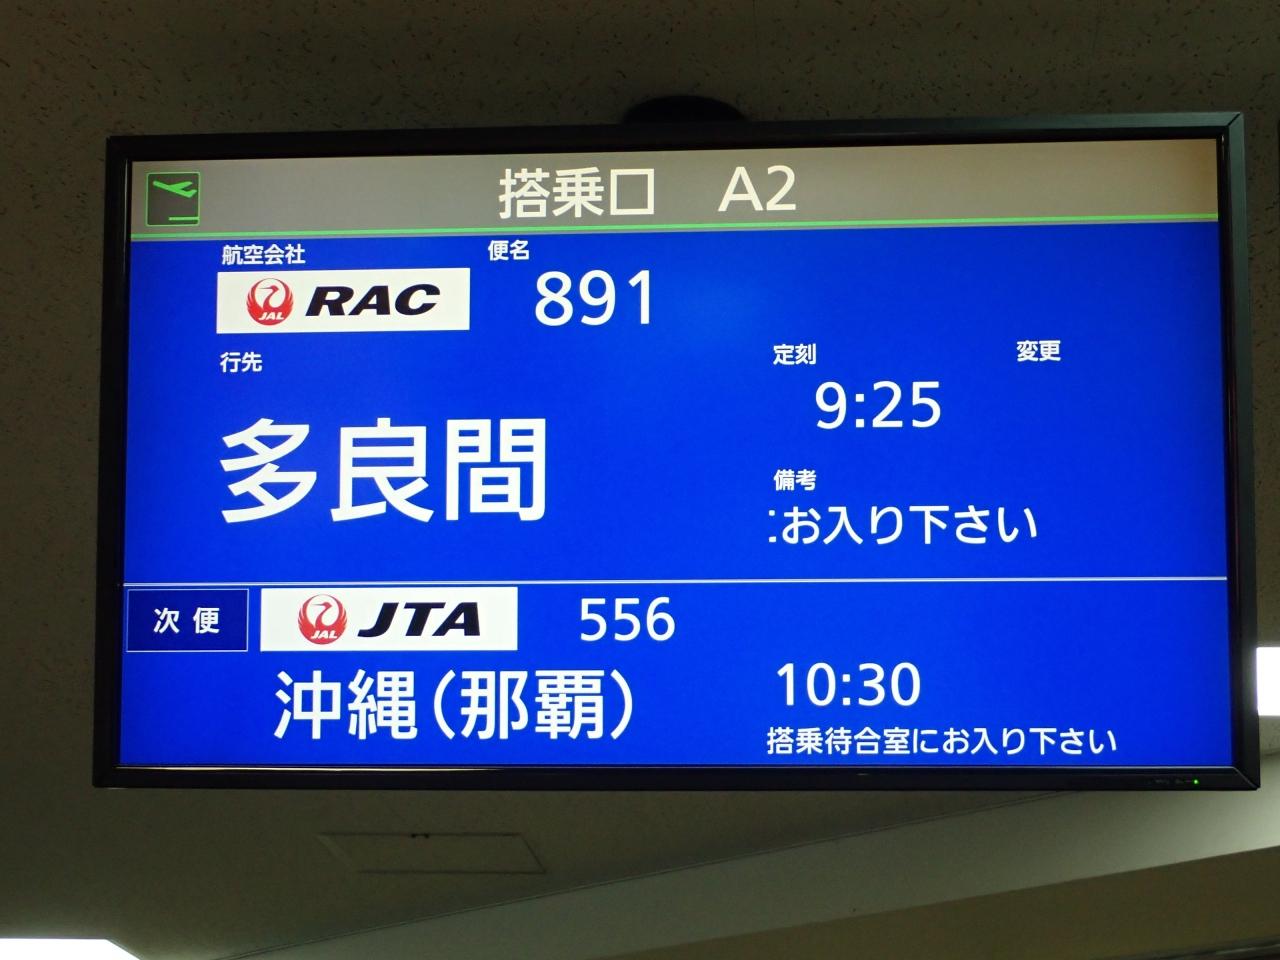 搭乗口 A2
航空会社 便名
JAL RAC 891
行先 定刻 変更
9:25
多良間
備考
:お入り下さい
次便 JAL JTA 556
沖縄(那覇) 10:30
搭乗待合室にお入り下さい